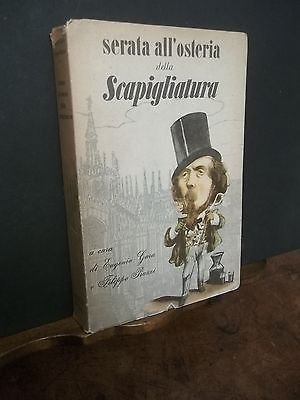 serata all'osteria
della
Scapigliatura
a cura
di Eugenio Gara
e Filippo Piazzi